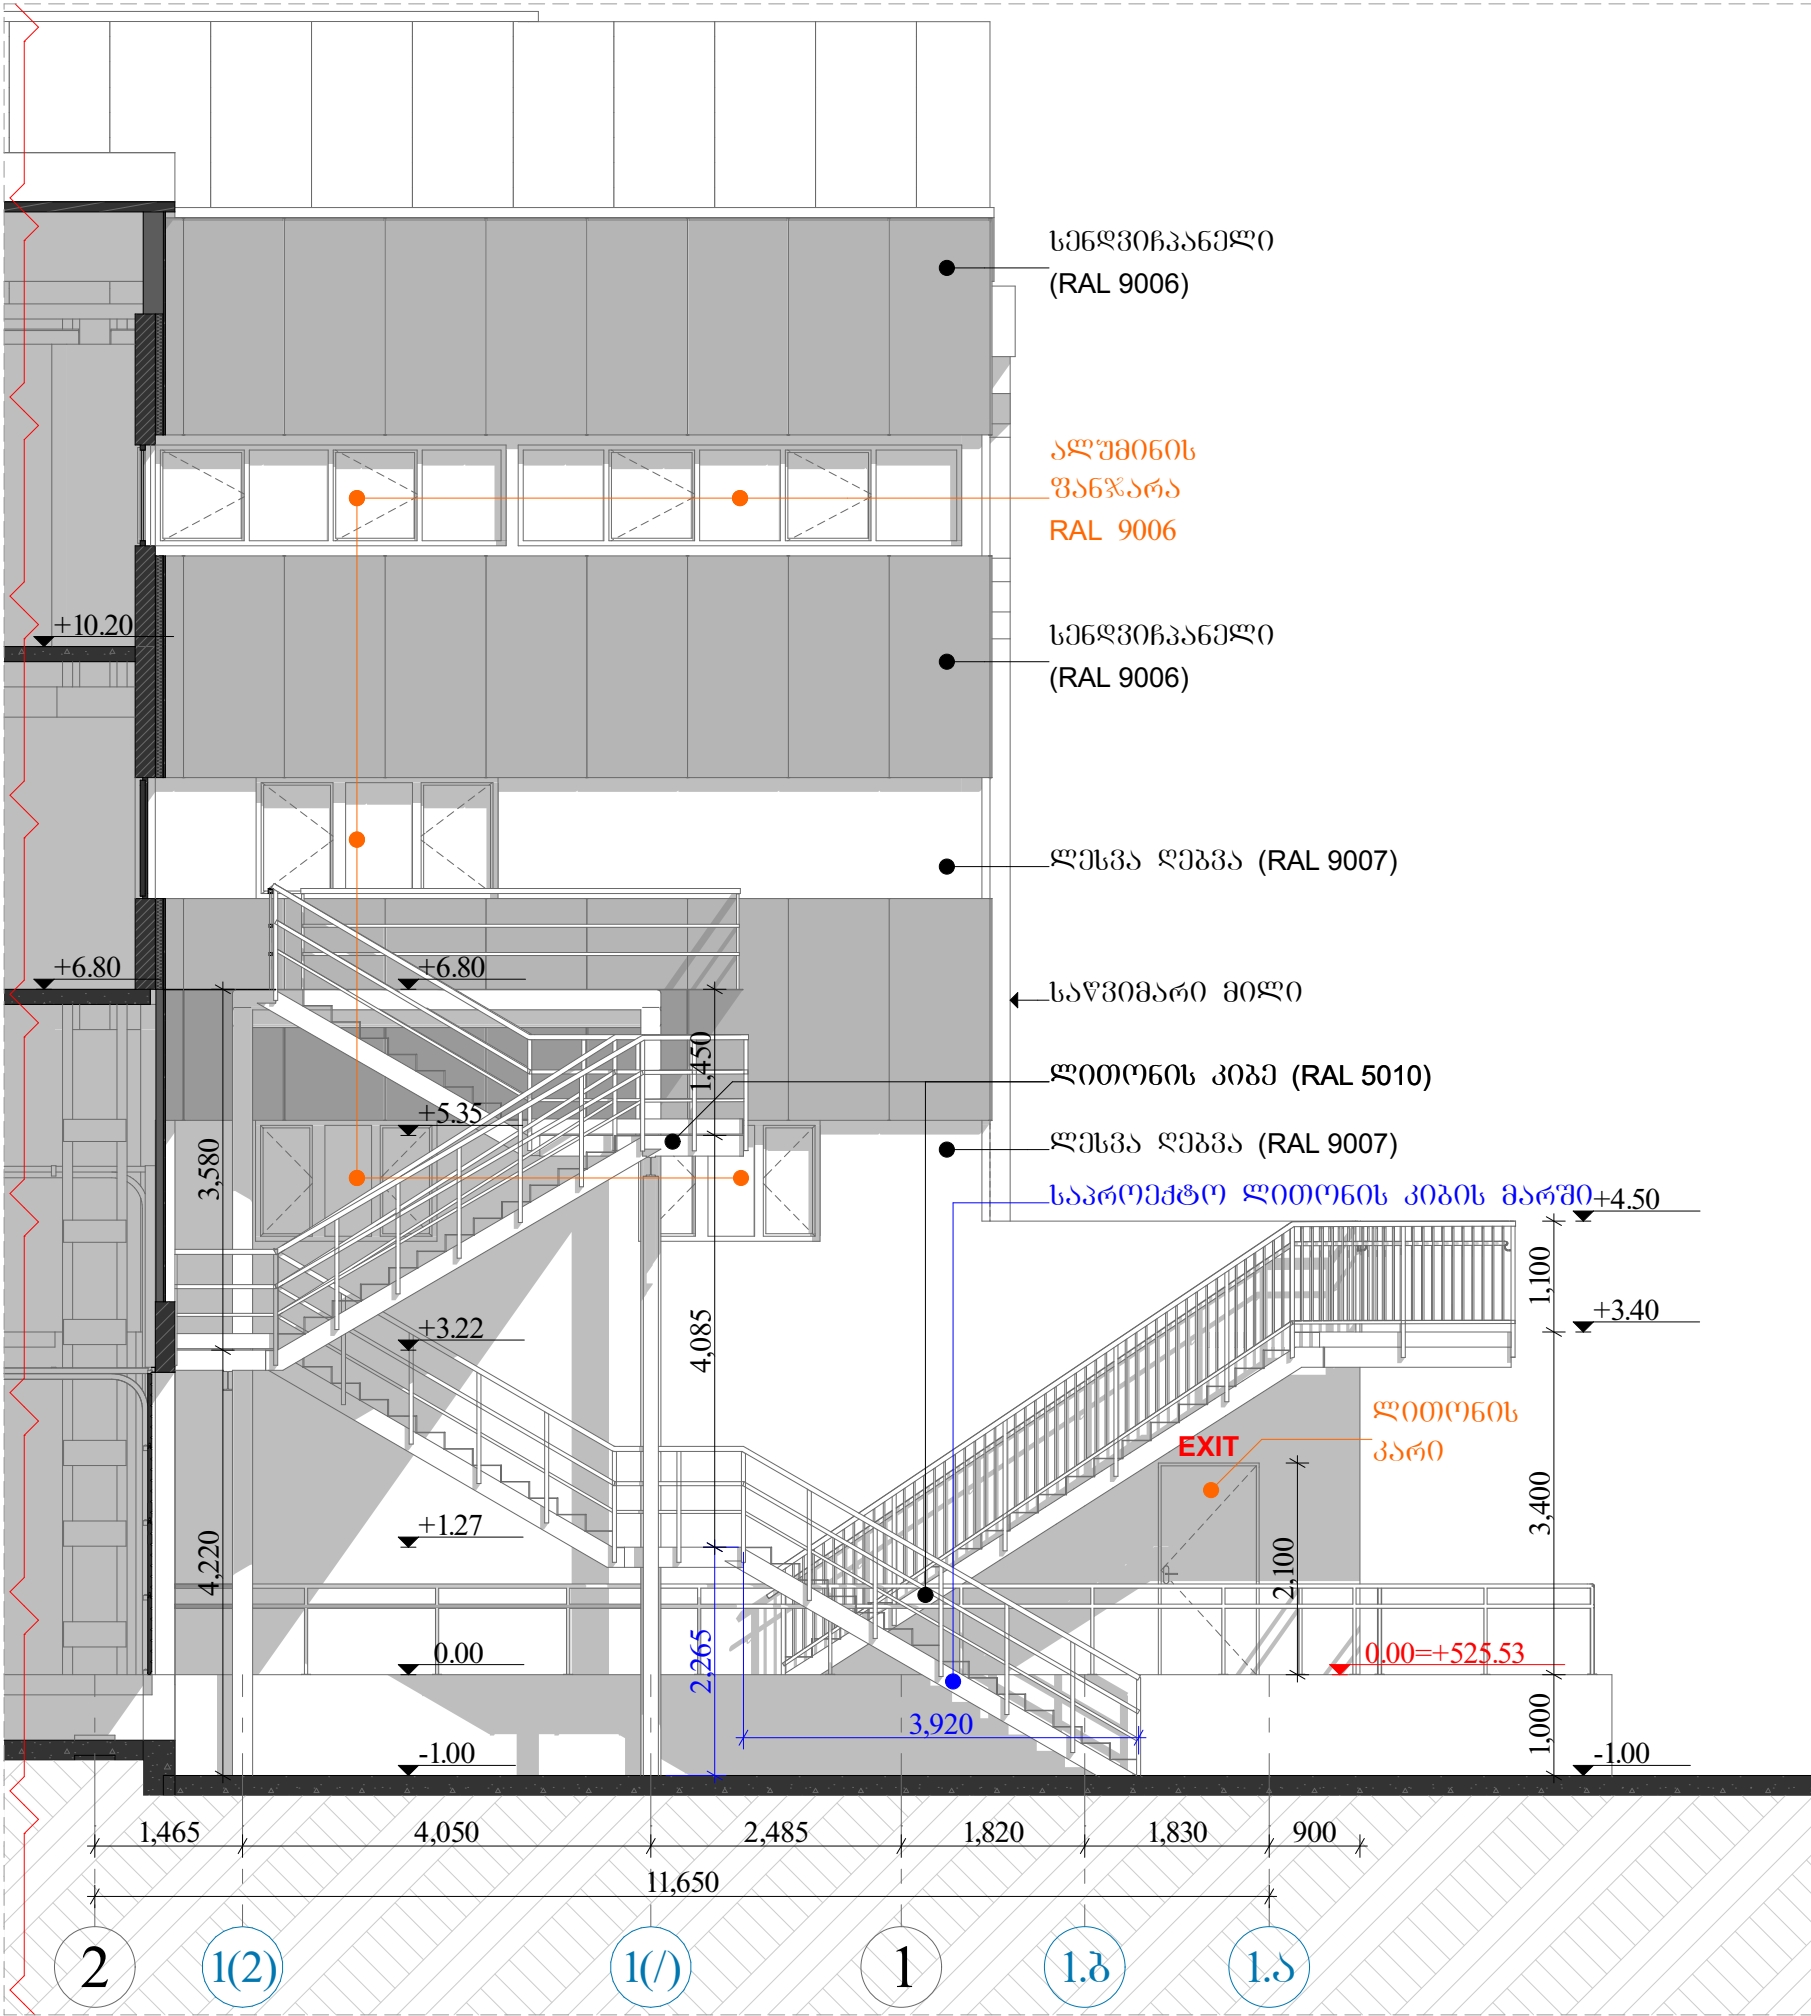 სენდვიჩპანელი
(RAL 9006)
ალუმინის
ფანჯარა
RAL 9006
+10.20
სენდვიჩპანელი
(RAL 9006)
ლესვა ღებვა (RAL 9007)
+6.80
+6.80
საწვიმარი მილი
1,450
ლითონის კიბე (RAL 5010)
+5.35
ლესვა ღებვა (RAL 9007)
3,580
საპროექტო ლითონის კიბის მარში
+4.50
1,100
+3.22
4,085
+3.40
ლითონის
კარი
EXIT
3,400
+1.27
4,220
2,100
0.00
2,265
0.00=+525.53
3,920
1,000
-1.00
-1.00
1,465
4,050
2,485
1,820
1,830
900
11,650
2
1(2)
1(/)
1
1.ბ
1.ა